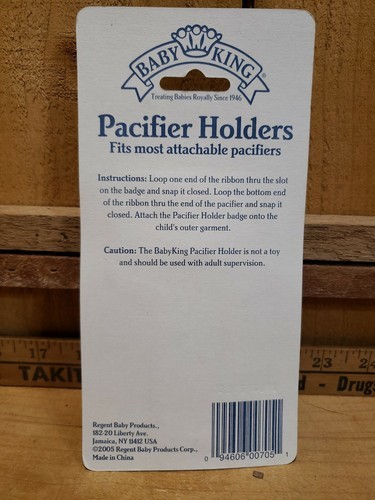 BABY KING®
Treating Babies Royally Since 1946
Pacifier Holders
Fits most attachable pacifiers
Instructions: Loop one end of the ribbon thru the slot
on the badge and snap it closed. Loop the bottom end
of the ribbon thru the end of the pacifier and snap it
closed. Attach the Pacifier Holder badge onto the
child's outer garment.
Caution: The BabyKing Pacifier Holder is not a toy
and should be used with adult supervision.
17
23
24
TAKIT
d - Drug
Regent Baby Products.,
182-20 Liberty Ave.
Jamaica, NY 11412 USA
©2005 Regent Baby Products Corp.,
Made in China
0 94606 00705 1